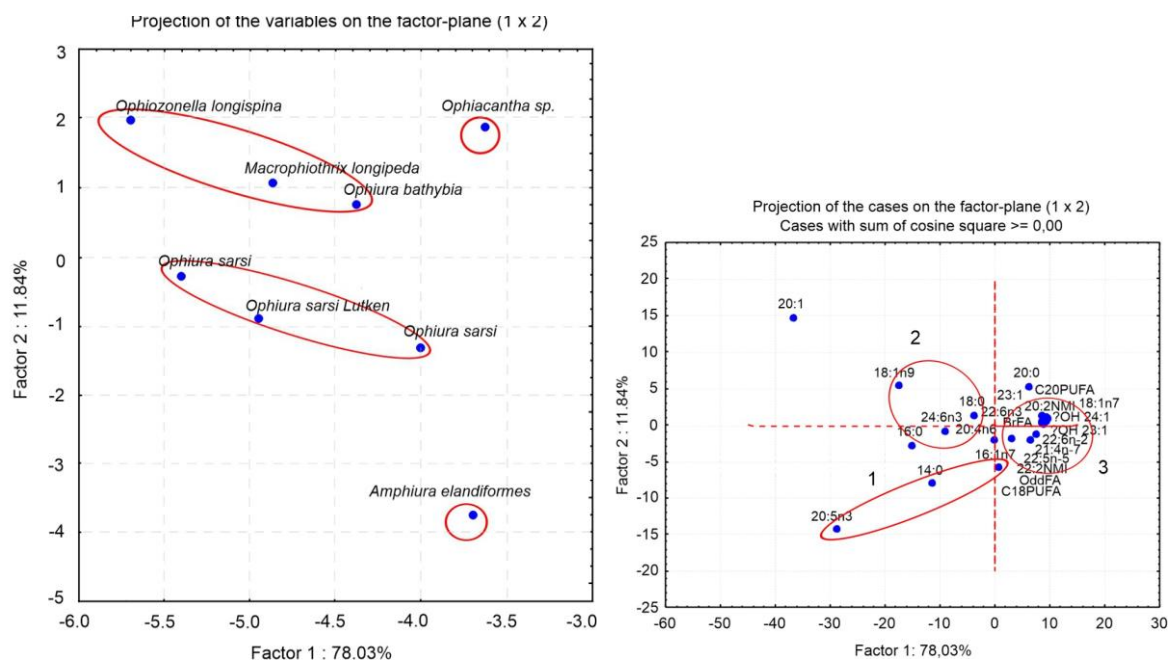 Projection of the variables on the factor-plane (1 x 2)
3
2
1
0
-1
-2
-3
-4
-5
Factor 2 : 11.84%
Ophiozonella longispina
Ophiacantha sp.
Macrophiothrix longipeda
Ophiura bathybia
Ophiura sarsi
Ophiura sarsi Lutken
Ophiura sarsi
Amphiura elandiformes
-6.0 -5.5 -5.0 -4.5 -4.0 -3.5 -3.0
Factor 1 : 78.03%
Projection of the cases on the factor-plane (1 x 2)
Cases with sum of cosine square >= 0,00
25
20
15
10
5
0
-5
-10
-15
-20
-25
Factor 2 : 11.84%
20:1
2
18:1n9
20:0
C20PUFA
18:0
23:1
18:1n7
22:6n3
20:2NMI
?OH 24:1
24:6n3
BrFA
16:0
20:4n6
?OH 23:1
22:6n-2
21:4n-7
16:1n7
22:5n-5
1
14:0
22:2NMI
3
OddFA
C18PUFA
20:5n3
-60 -50 -40 -30 -20 -10 0 10 20 30
Factor 1: 78,03%